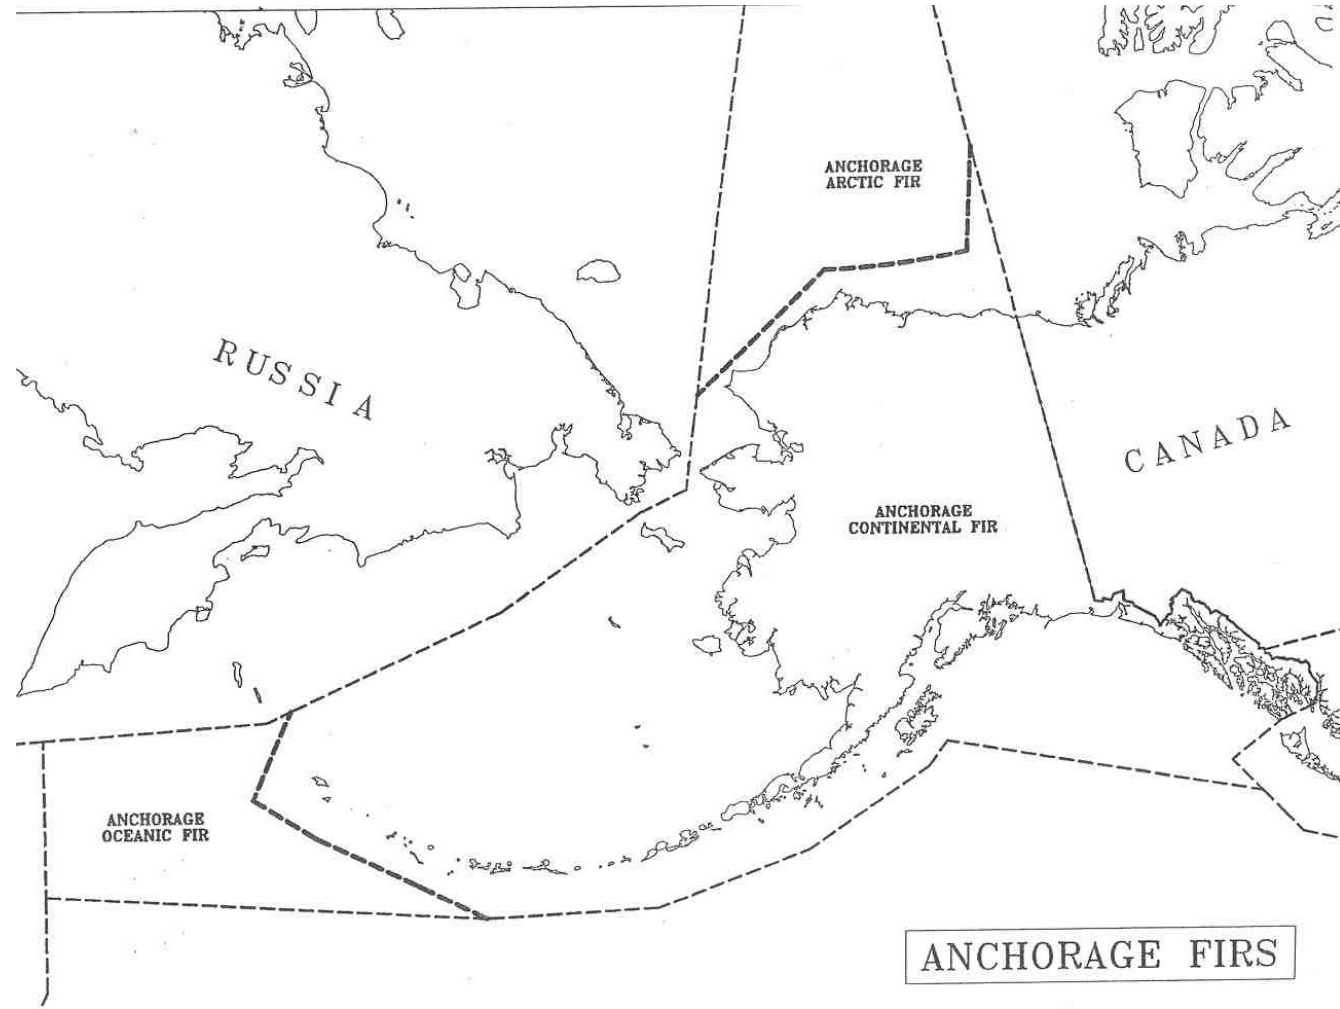 ANCHORAGE
ARCTIC FIR
RUSSIA
CANADA
ANCHORAGE
CONTINENTAL FIR
ANCHORAGE
OCEANIC FIR
ANCHORAGE FIRS